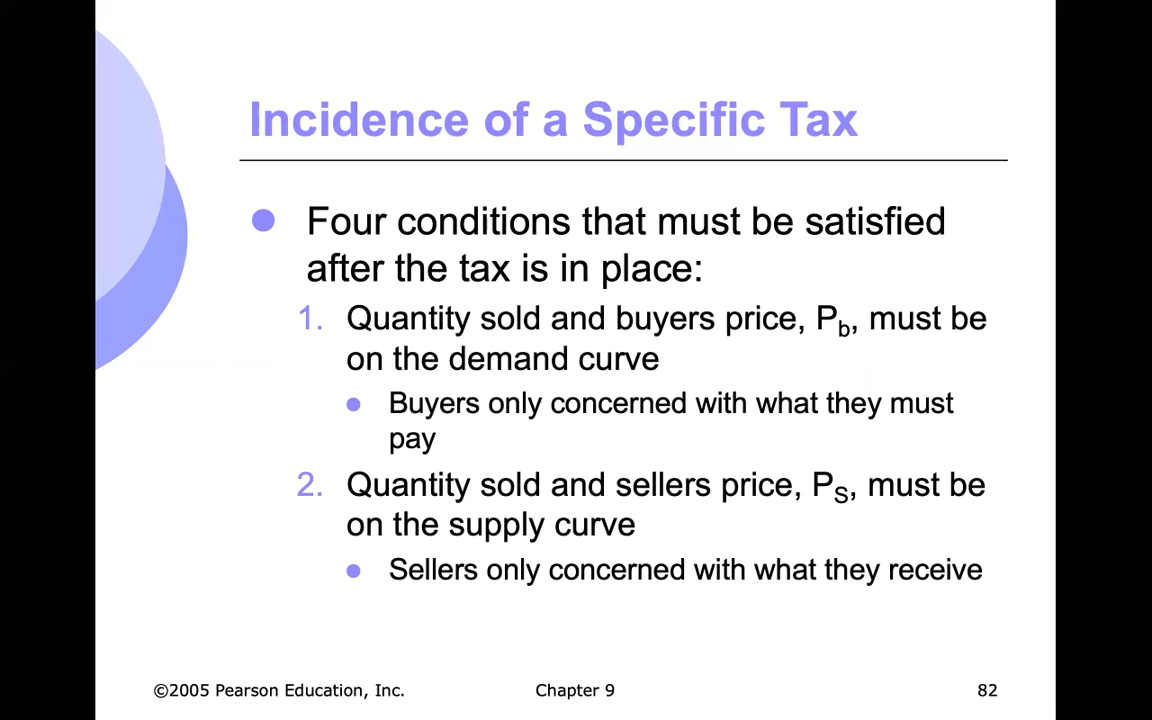 Incidence of a Specific Tax
Four conditions that must be satisfied
after the tax is in place:
1. Quantity sold and buyers price, Pb, must be
on the demand curve
Buyers only concerned with what they must
pay
2. Quantity sold and sellers price, PS, must be
on the supply curve
Sellers only concerned with what they receive
©2005 Pearson Education, Inc.
Chapter 9
82